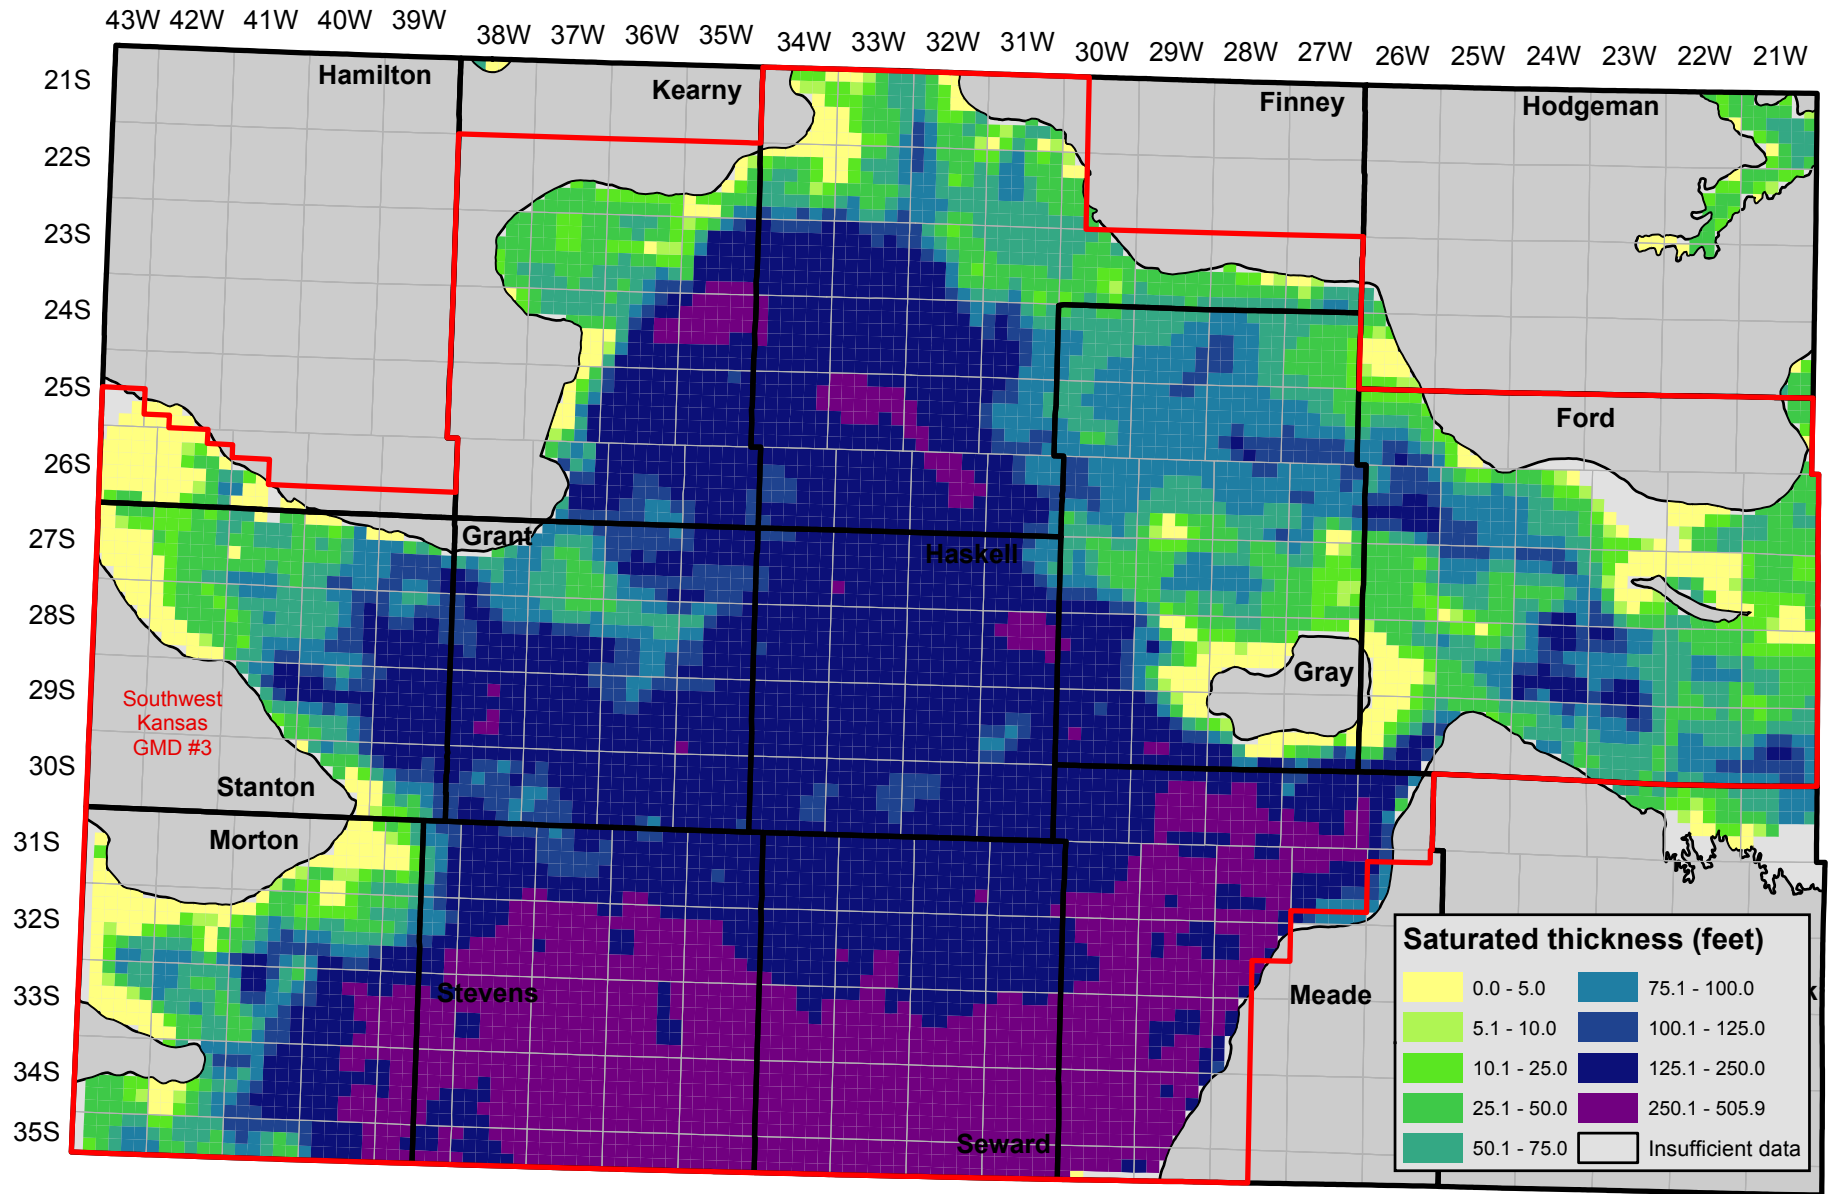 43W 42W 41W 40W 39W 38W 37W 36W 35W 34W 33W 32W 31W 30W 29W 28W 27W 26W 25W 24W 22W 21W
21S
Hamilton
Kearny
Finney
Hodgeman
22S
23S
24S
25S
Ford
26S
27S
Grant
Haskell
28S
29S
Gray
Southwest
Kansas
GMD #3
30S
Stanton
31S
Morton
32S
33S
Stevens
Meade
34S
35S
Seward
Saturated thickness (feet)
0.0 - 5.0
5.1 - 10.0
10.1 - 25.0
25.1 - 50.0
50.1 - 75.0
75.1 - 100.0
100.1 - 125.0
125.1 - 250.0
250.1 - 505.9
Insufficient data
k